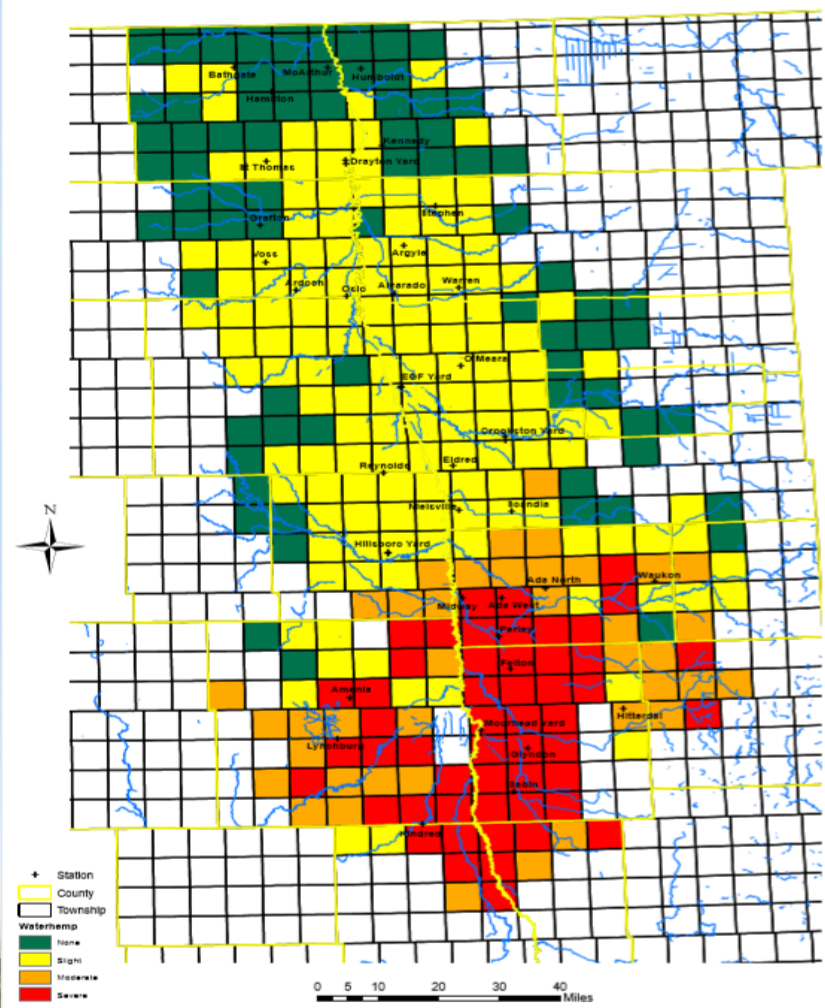 Bathgate
McArthur
Humboldt
Hamilton
Kennedy
St Thomas
Drayton Yard
Grafton
Stephen
Voss
Argyle
Ardoch
Oslo
Alvarado
Warren
O'Meara
EGF Yard
Crookston Yard
Reynolds
Eldred
Nielsville
Hillsboro Yard
Ada North
Waukon
Midway
Ada West
Perley
Felton
Amenia
Hitterdal
Moorhead Yard
Lynchburg
Glyndon
Sabin
Kindred
N
Station
County
Township
Waterhemp
None
Slight
Moderate
Severe
0 5 10 20 30 40
Miles